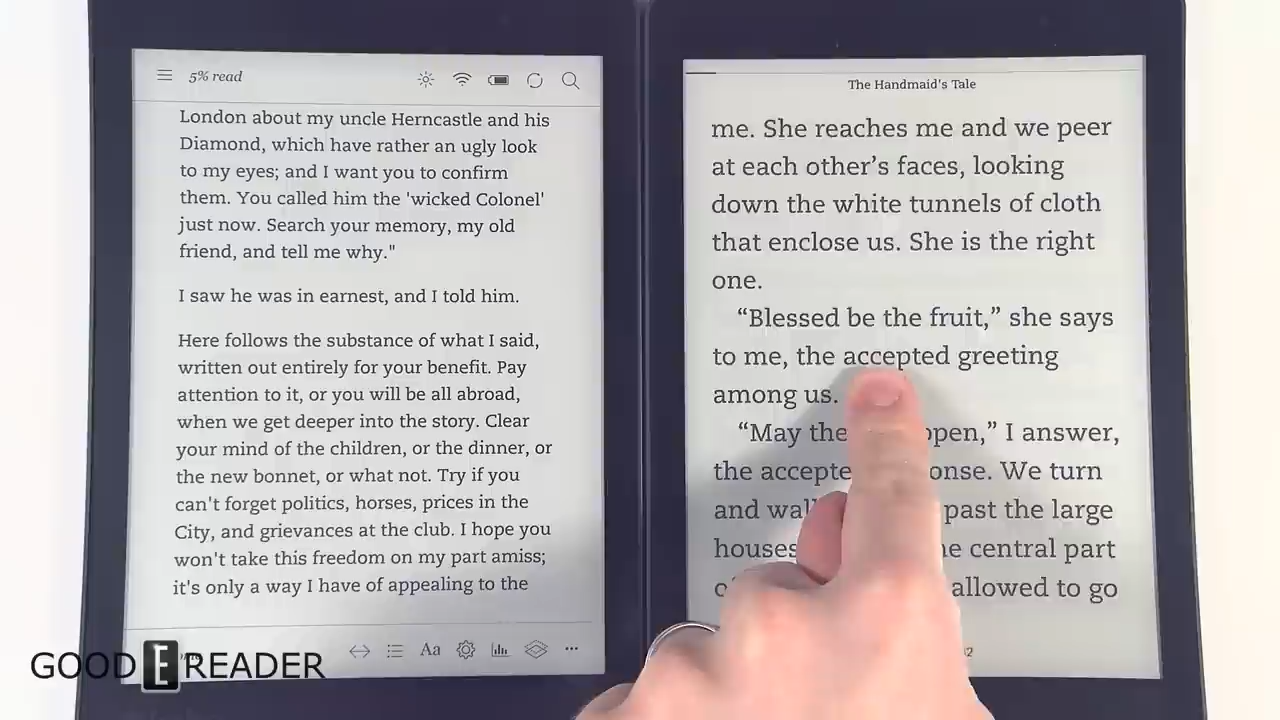 5% read
London about my uncle Herncastle and his
Diamond, which have rather an ugly look
to my eyes; and I want you to confirm
them. You called him the 'wicked Colonel'
just now. Search your memory, my old
friend, and tell me why."
I saw he was in earnest, and I told him.
Here follows the substance of what I said,
written out entirely for your benefit. Pay
attention to it, or you will be all abroad,
when we get deeper into the story. Clear
your mind of the children, or the dinner, or
the new bonnet, or what not. Try if you
can't forget politics, horses, prices in the
City, and grievances at the club. I hope you
won't take this freedom on my part amiss;
it's only a way I have of appealing to the
Aa
The Handmaid's Tale
me. She reaches me and we peer
at each other’s faces, looking
down the white tunnels of cloth
that enclose us. She is the right
one.
“Blessed be the fruit,” she says
to me, the accepted greeting
among us.
“May the open,” I answer,
the We turn
and past the large
houses central part
allowed to go
GOOD E READER